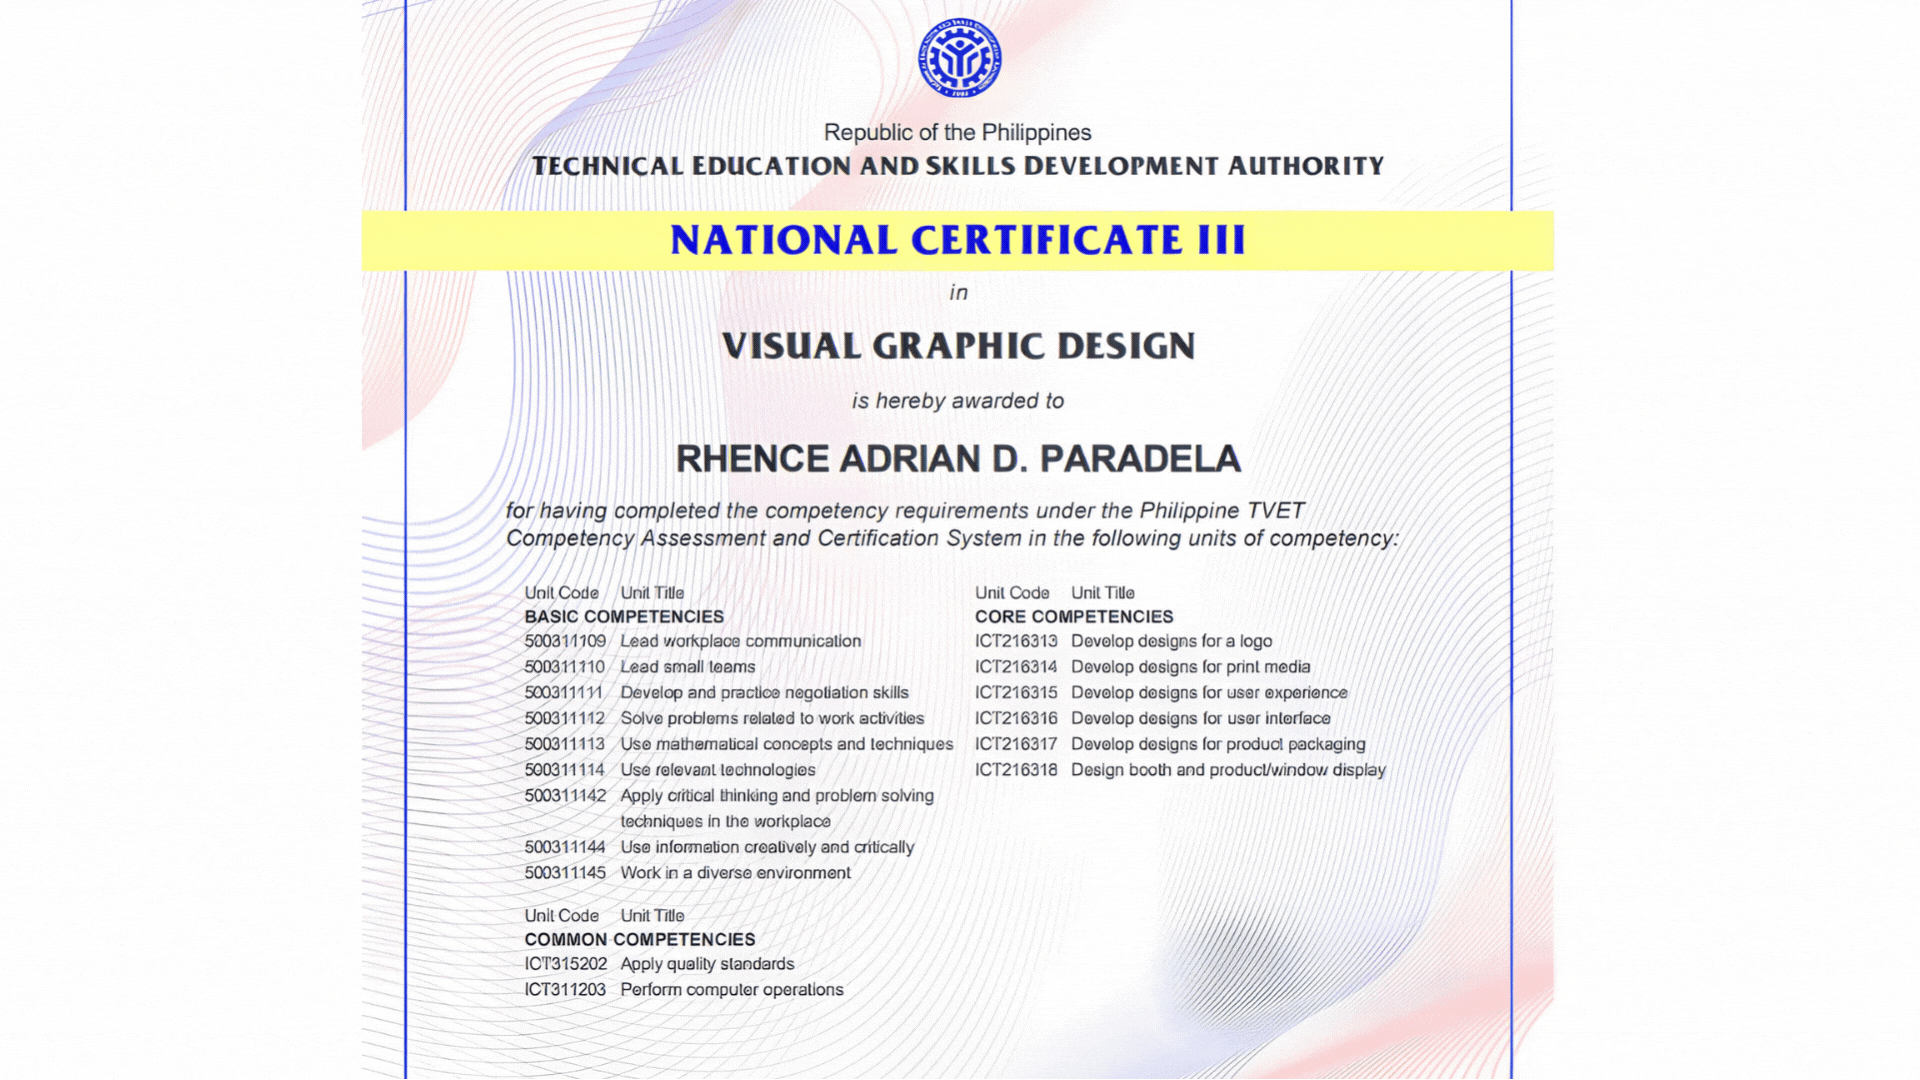 Republic of the Philippines
TECHNICAL EDUCATION AND SKILLS DEVELOPMENT AUTHORITY
NATIONAL CERTIFICATE III
in
VISUAL GRAPHIC DESIGN
is hereby awarded to
RHENCE ADRIAN D. PARADELA
for having completed the competency requirements under the Philippine TVET
Competency Assessment and Certification System in the following units of competency:
Unit Code Unit Title
BASIC COMPETENCIES
500311109 Lead workplace communication
500311110 Lead small teams
500311111 Develop and practice negotiation skills
500311112 Solve problems related to work activities
500311113 Use mathematical concepts and techniques
500311114 Use relevant technologies
500311142 Apply critical thinking and problem solving
techniques in the workplace
500311144 Use information creatively and critically
500311145 Work in a diverse environment
Unit Code Unit Title
COMMON COMPETENCIES
ICT315202 Apply quality standards
ICT311203 Perform computer operations
Unit Code Unit Title
CORE COMPETENCIES
ICT216313 Develop designs for a logo
ICT216314 Develop designs for print media
ICT216315 Develop designs for user experience
ICT216316 Develop designs for user interface
ICT216317 Develop designs for product packaging
ICT216318 Design booth and product/window display